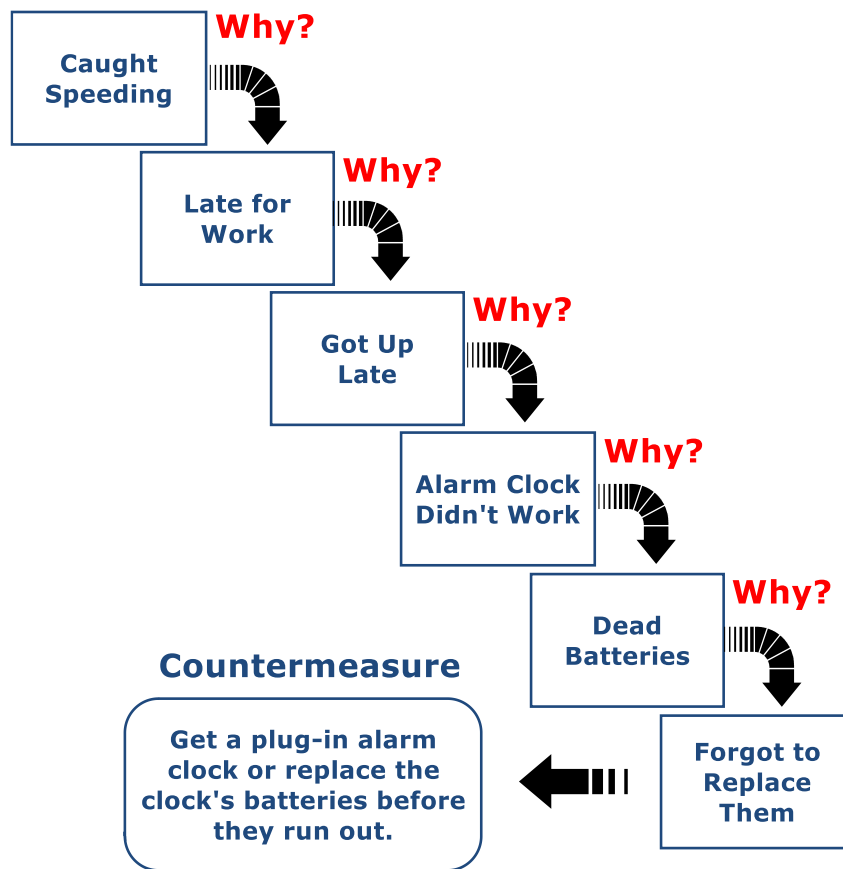 Why?
Caught
Speeding
Why?
Late for
Work
Why?
Got Up
Late
Why?
Alarm Clock
Didn't Work
Why?
Dead
Batteries
Forgot to
Replace
Them
Countermeasure
Get a plug-in alarm
clock or replace the
clock's batteries before
they run out.